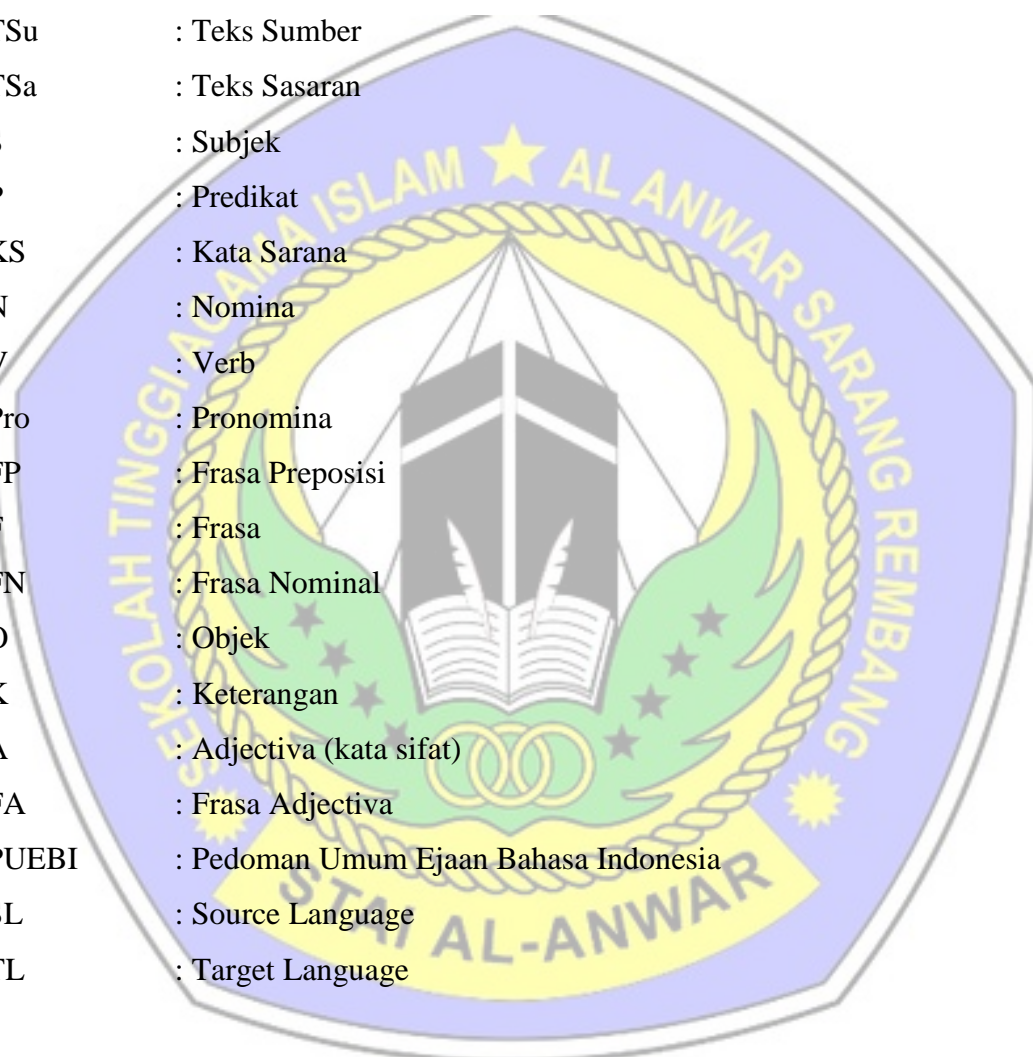 TSu : Teks Sumber
TSa : Teks Sasaran
S : Subjek
P : Predikat
KS : Kata Sarana
N : Nomina
V : Verb
Pro : Pronomina
FP : Frasa Preposisi
F : Frasa
FN : Frasa Nominal
O : Objek
K : Keterangan
A : Adjectiva (kata sifat)
FA : Frasa Adjectiva
PUEBI : Pedoman Umum Ejaan Bahasa Indonesia
SL : Source Language
TL : Target Language
SEKOLAH TINGGI AGAMA ISLAM AL ANWAR SARANG REMBANG
STAI AL-ANWAR